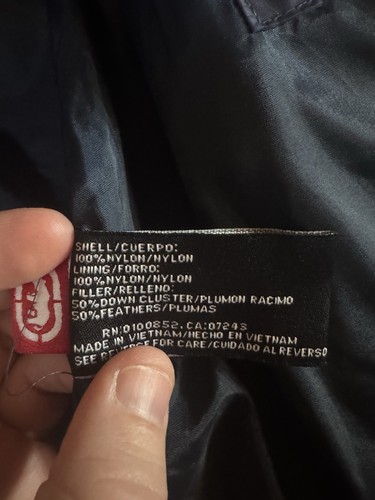 SHELL/CUERPO:
100%NYLON/NYLON
LINING/FORRO:
100%NYLON/NYLON
FILLER/RELLENO:
50%DOWN CLUSTER/PLUMON RACIMO
50%FEATHERS/PLUMAS
RN:0100852.CA:07243
MADE IN VIETNAM/HECHO EN VIETNAM
SEE REVERSE FOR CARE/CUIDADO AL REVERSO